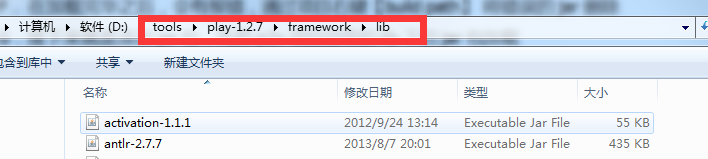 计算机 软件 (D:) tools play-1.2.7 framework lib
包含到库中 共享 新建文件夹
名称 修改日期 类型 大小
activation-1.1.1 2012/9/24 13:14 Executable Jar File 55 KB
antlr-2.7.7 2013/8/7 20:01 Executable Jar File 435 KB